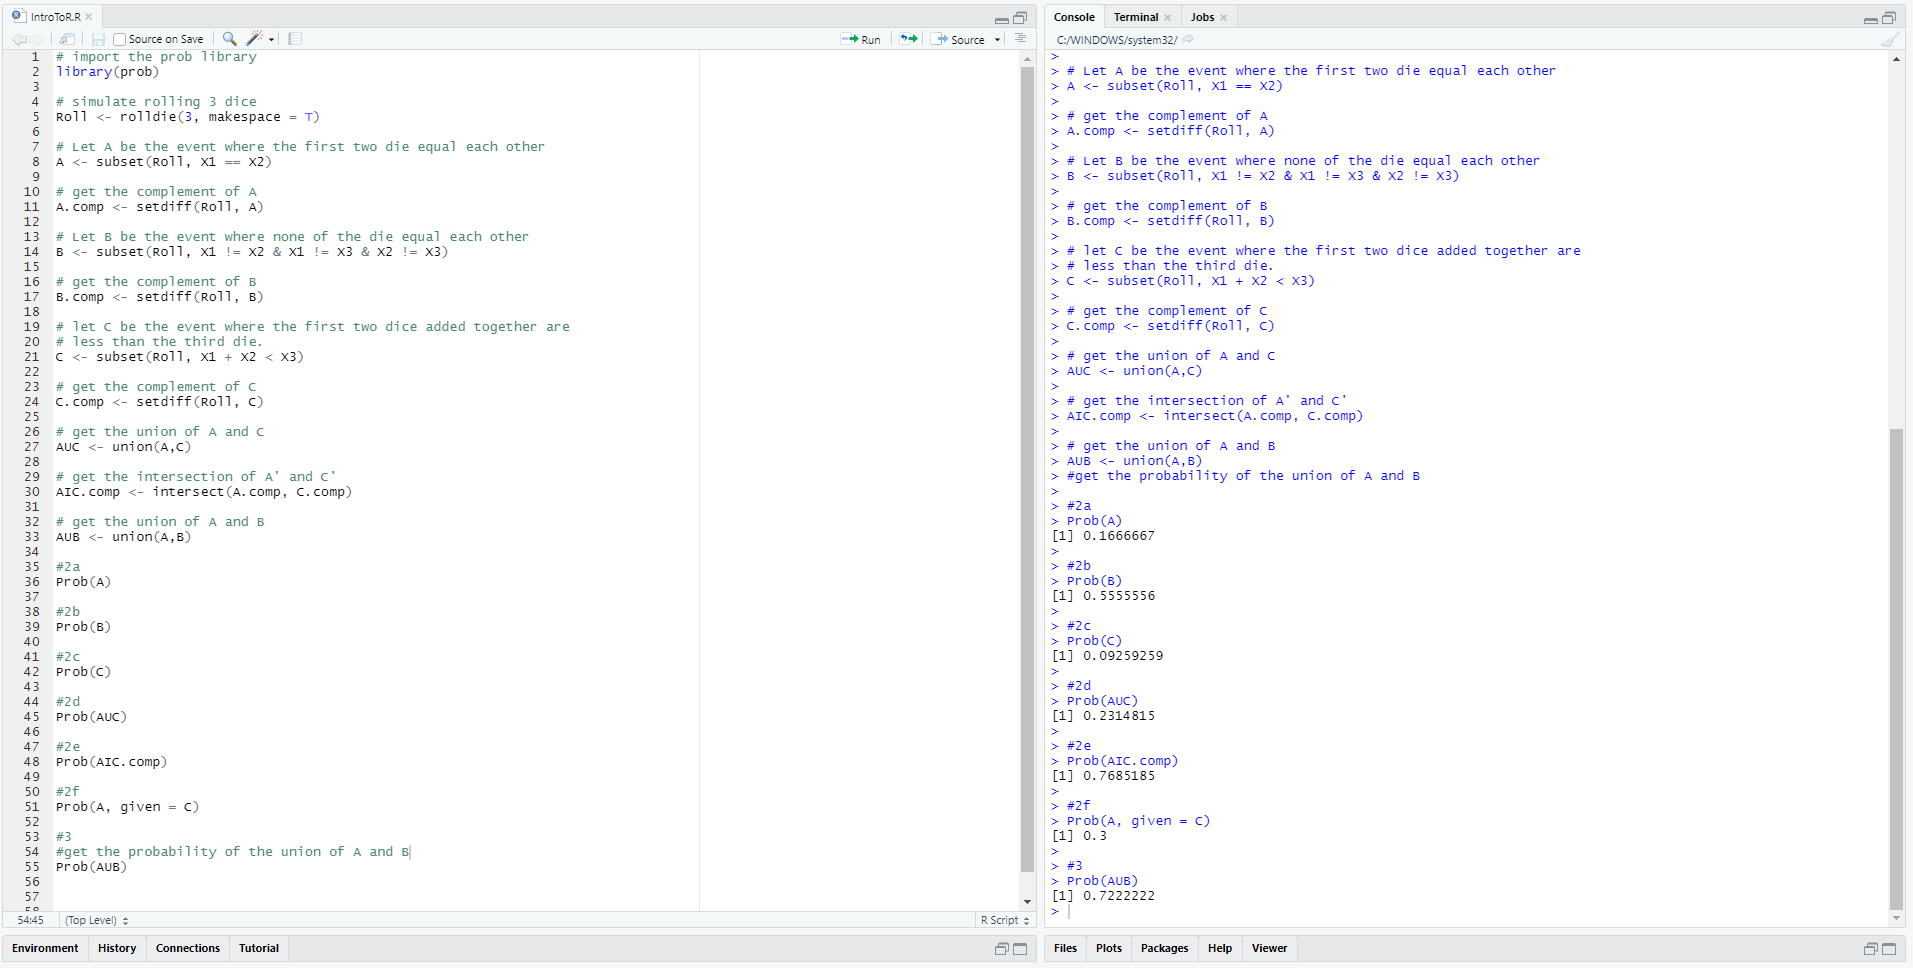 IntroToR.R
Source on Save
Run
Source
1 # import the prob library
2 library(prob)
3
4 # simulate rolling 3 dice
5 Roll <- rolldie(3, makespace = T)
6
7 # Let A be the event where the first two die equal each other
8 A <- subset(Roll, X1 == X2)
9
10 # get the complement of A
11 A.comp <- setdiff(Roll, A)
12
13 # Let B be the event where none of the die equal each other
14 B <- subset(Roll, X1 != X2 & X1 != X3 & X2 != X3)
15
16 # get the complement of B
17 B.comp <- setdiff(Roll, B)
18
19 # let C be the event where the first two dice added together are
20 # less than the third die.
21 C <- subset(Roll, X1 + X2 < X3)
22
23 # get the complement of C
24 C.comp <- setdiff(Roll, C)
25
26 # get the union of A and C
27 AUC <- union(A,C)
28
29 # get the intersection of A' and C'
30 AIC.comp <- intersect(A.comp, C.comp)
31
32 # get the union of A and B
33 AUB <- union(A,B)
34
35 #2a
36 Prob(A)
37
38 #2b
39 Prob(B)
40
41 #2c
42 Prob(C)
43
44 #2d
45 Prob(AUC)
46
47 #2e
48 Prob(AIC.comp)
49
50 #2f
51 Prob(A, given = C)
52
53 #3
54 #get the probability of the union of A and B
55 Prob(AUB)
56
57
58
54:45
(Top Level)
R Script
Environment
History
Connections
Tutorial
Console
Terminal
Jobs
C:/WINDOWS/system32/
>
> # Let A be the event where the first two die equal each other
> A <- subset(Roll, X1 == X2)
>
> # get the complement of A
> A.comp <- setdiff(Roll, A)
>
> # Let B be the event where none of the die equal each other
> B <- subset(Roll, X1 != X2 & X1 != X3 & X2 != X3)
>
> # get the complement of B
> B.comp <- setdiff(Roll, B)
>
> # let C be the event where the first two dice added together are
> # less than the third die.
> C <- subset(Roll, X1 + X2 < X3)
>
> # get the complement of C
> C.comp <- setdiff(Roll, C)
>
> # get the union of A and C
> AUC <- union(A,C)
>
> # get the intersection of A' and C'
> AIC.comp <- intersect(A.comp, C.comp)
>
> # get the union of A and B
> AUB <- union(A,B)
> #get the probability of the union of A and B
>
> #2a
> Prob(A)
[1] 0.1666667
>
> #2b
> Prob(B)
[1] 0.5555556
>
> #2c
> Prob(C)
[1] 0.09259259
>
> #2d
> Prob(AUC)
[1] 0.2314815
>
> #2e
> Prob(AIC.comp)
[1] 0.7685185
>
> #2f
> Prob(A, given = C)
[1] 0.3
>
> #3
> Prob(AUB)
[1] 0.7222222
>
Files
Plots
Packages
Help
Viewer